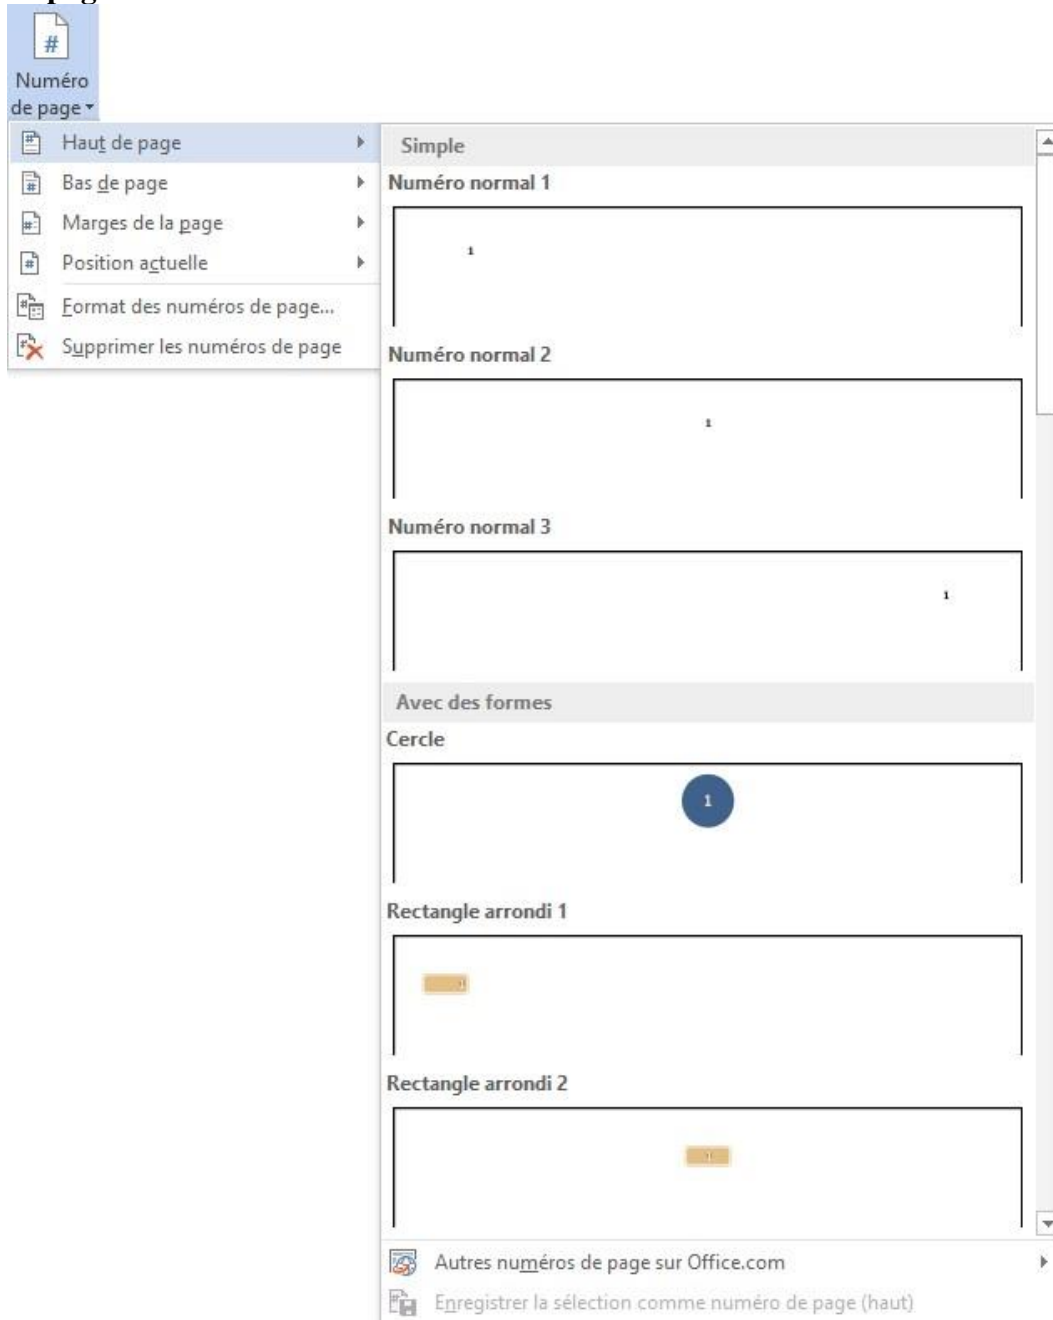 #
Numéro
de page
Haut de page
Bas de page
Marges de la page
Position actuelle
Format des numéros de page...
Supprimer les numéros de page
Simple
Numéro normal 1
1
Numéro normal 2
1
Numéro normal 3
1
Avec des formes
Cercle
1
Rectangle arrondi 1
1
Rectangle arrondi 2
1
Autres numéros de page sur Office.com
Enregistrer la sélection comme numéro de page (haut)